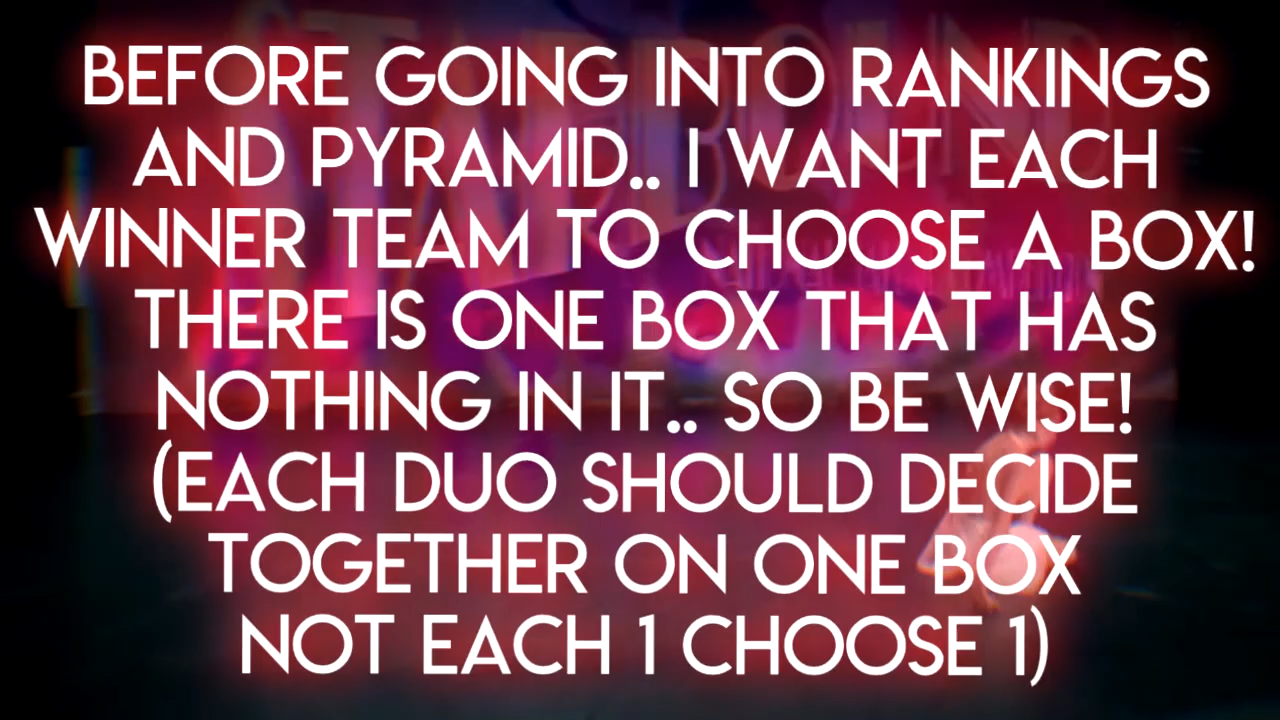 BEFORE GOING INTO RANKINGS
AND PYRAMID.. I WANT EACH
WINNER TEAM TO CHOOSE A BOX!
THERE IS ONE BOX THAT HAS
NOTHING IN IT.. SO BE WISE!
(EACH DUO SHOULD DECIDE
TOGETHER ON ONE BOX
NOT EACH 1 CHOOSE 1)